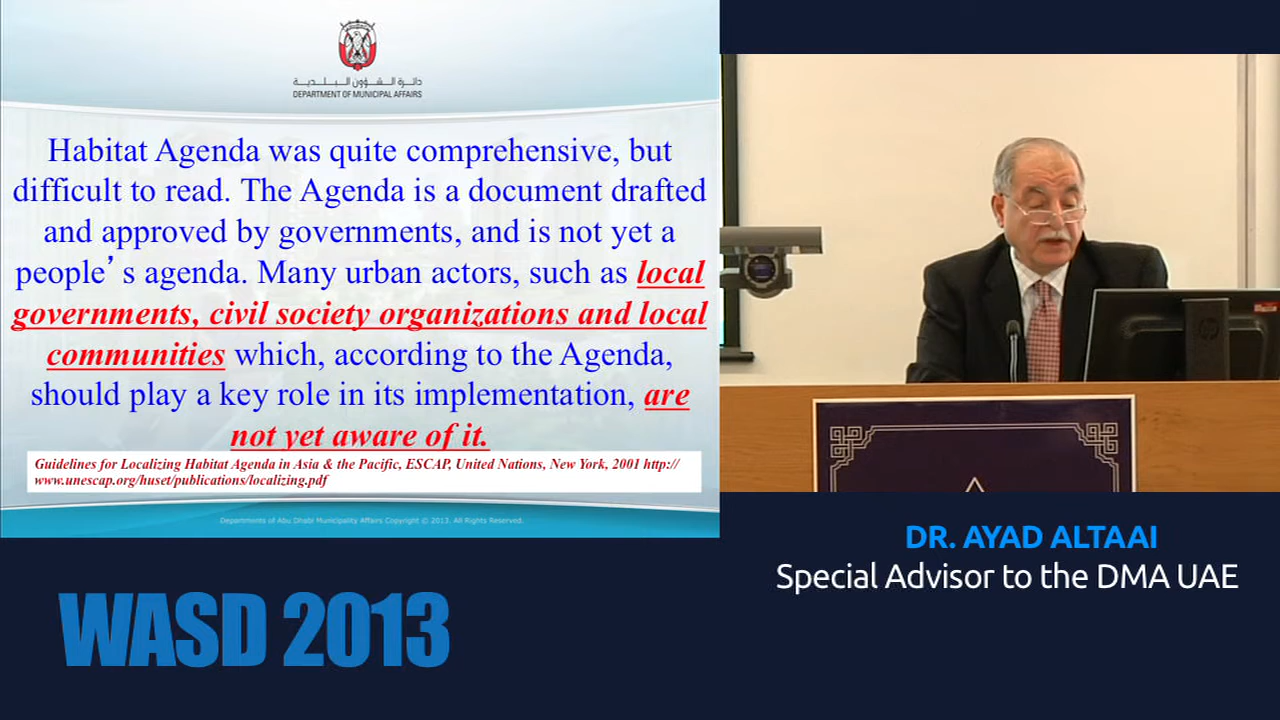 دائرة الشؤون البلدية
DEPARTMENT OF MUNICIPAL AFFAIRS
Habitat Agenda was quite comprehensive, but
difficult to read. The Agenda is a document drafted
and approved by governments, and is not yet a
people’s agenda. Many urban actors, such as local
governments, civil society organizations and local
communities which, according to the Agenda,
should play a key role in its implementation, are
not yet aware of it.
Guidelines for Localizing Habitat Agenda in Asia & the Pacific, ESCAP, United Nations, New York, 2001 http://
www.unescap.org/huset/publications/localizing.pdf
Departments of Abu Dhabi Municipality Affairs Copyright © 2013. All Rights Reserved.
hp
DR. AYAD ALTAAI
Special Advisor to the DMA UAE
WASD 2013